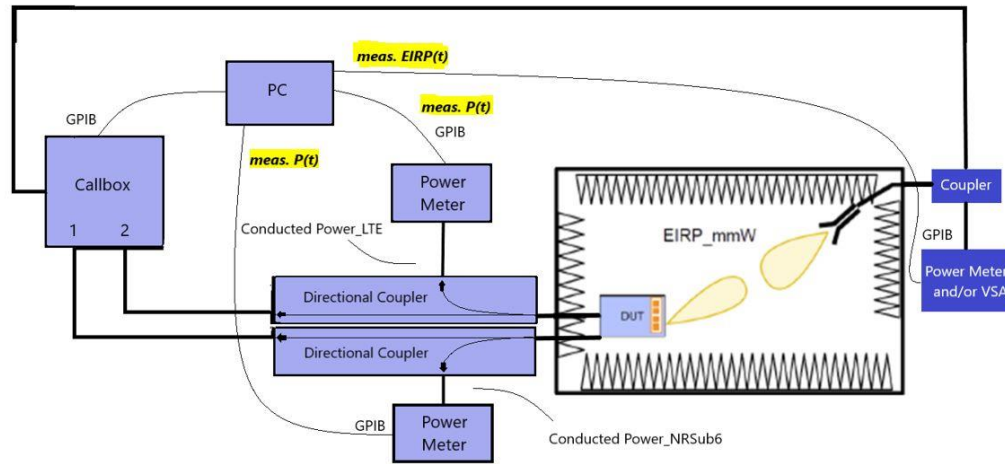 meas. EIRP(t)
PC
meas. P(t)
GPIB
GPIB
meas. P(t)
Callbox
1 2
Power
Meter
Coupler
EIRP_mmW
GPIB
Conducted Power_LTE
Power Meter
and/or VSA
Directional Coupler
DUT
Directional Coupler
GPIB
Power
Meter
Conducted Power_NRSub6